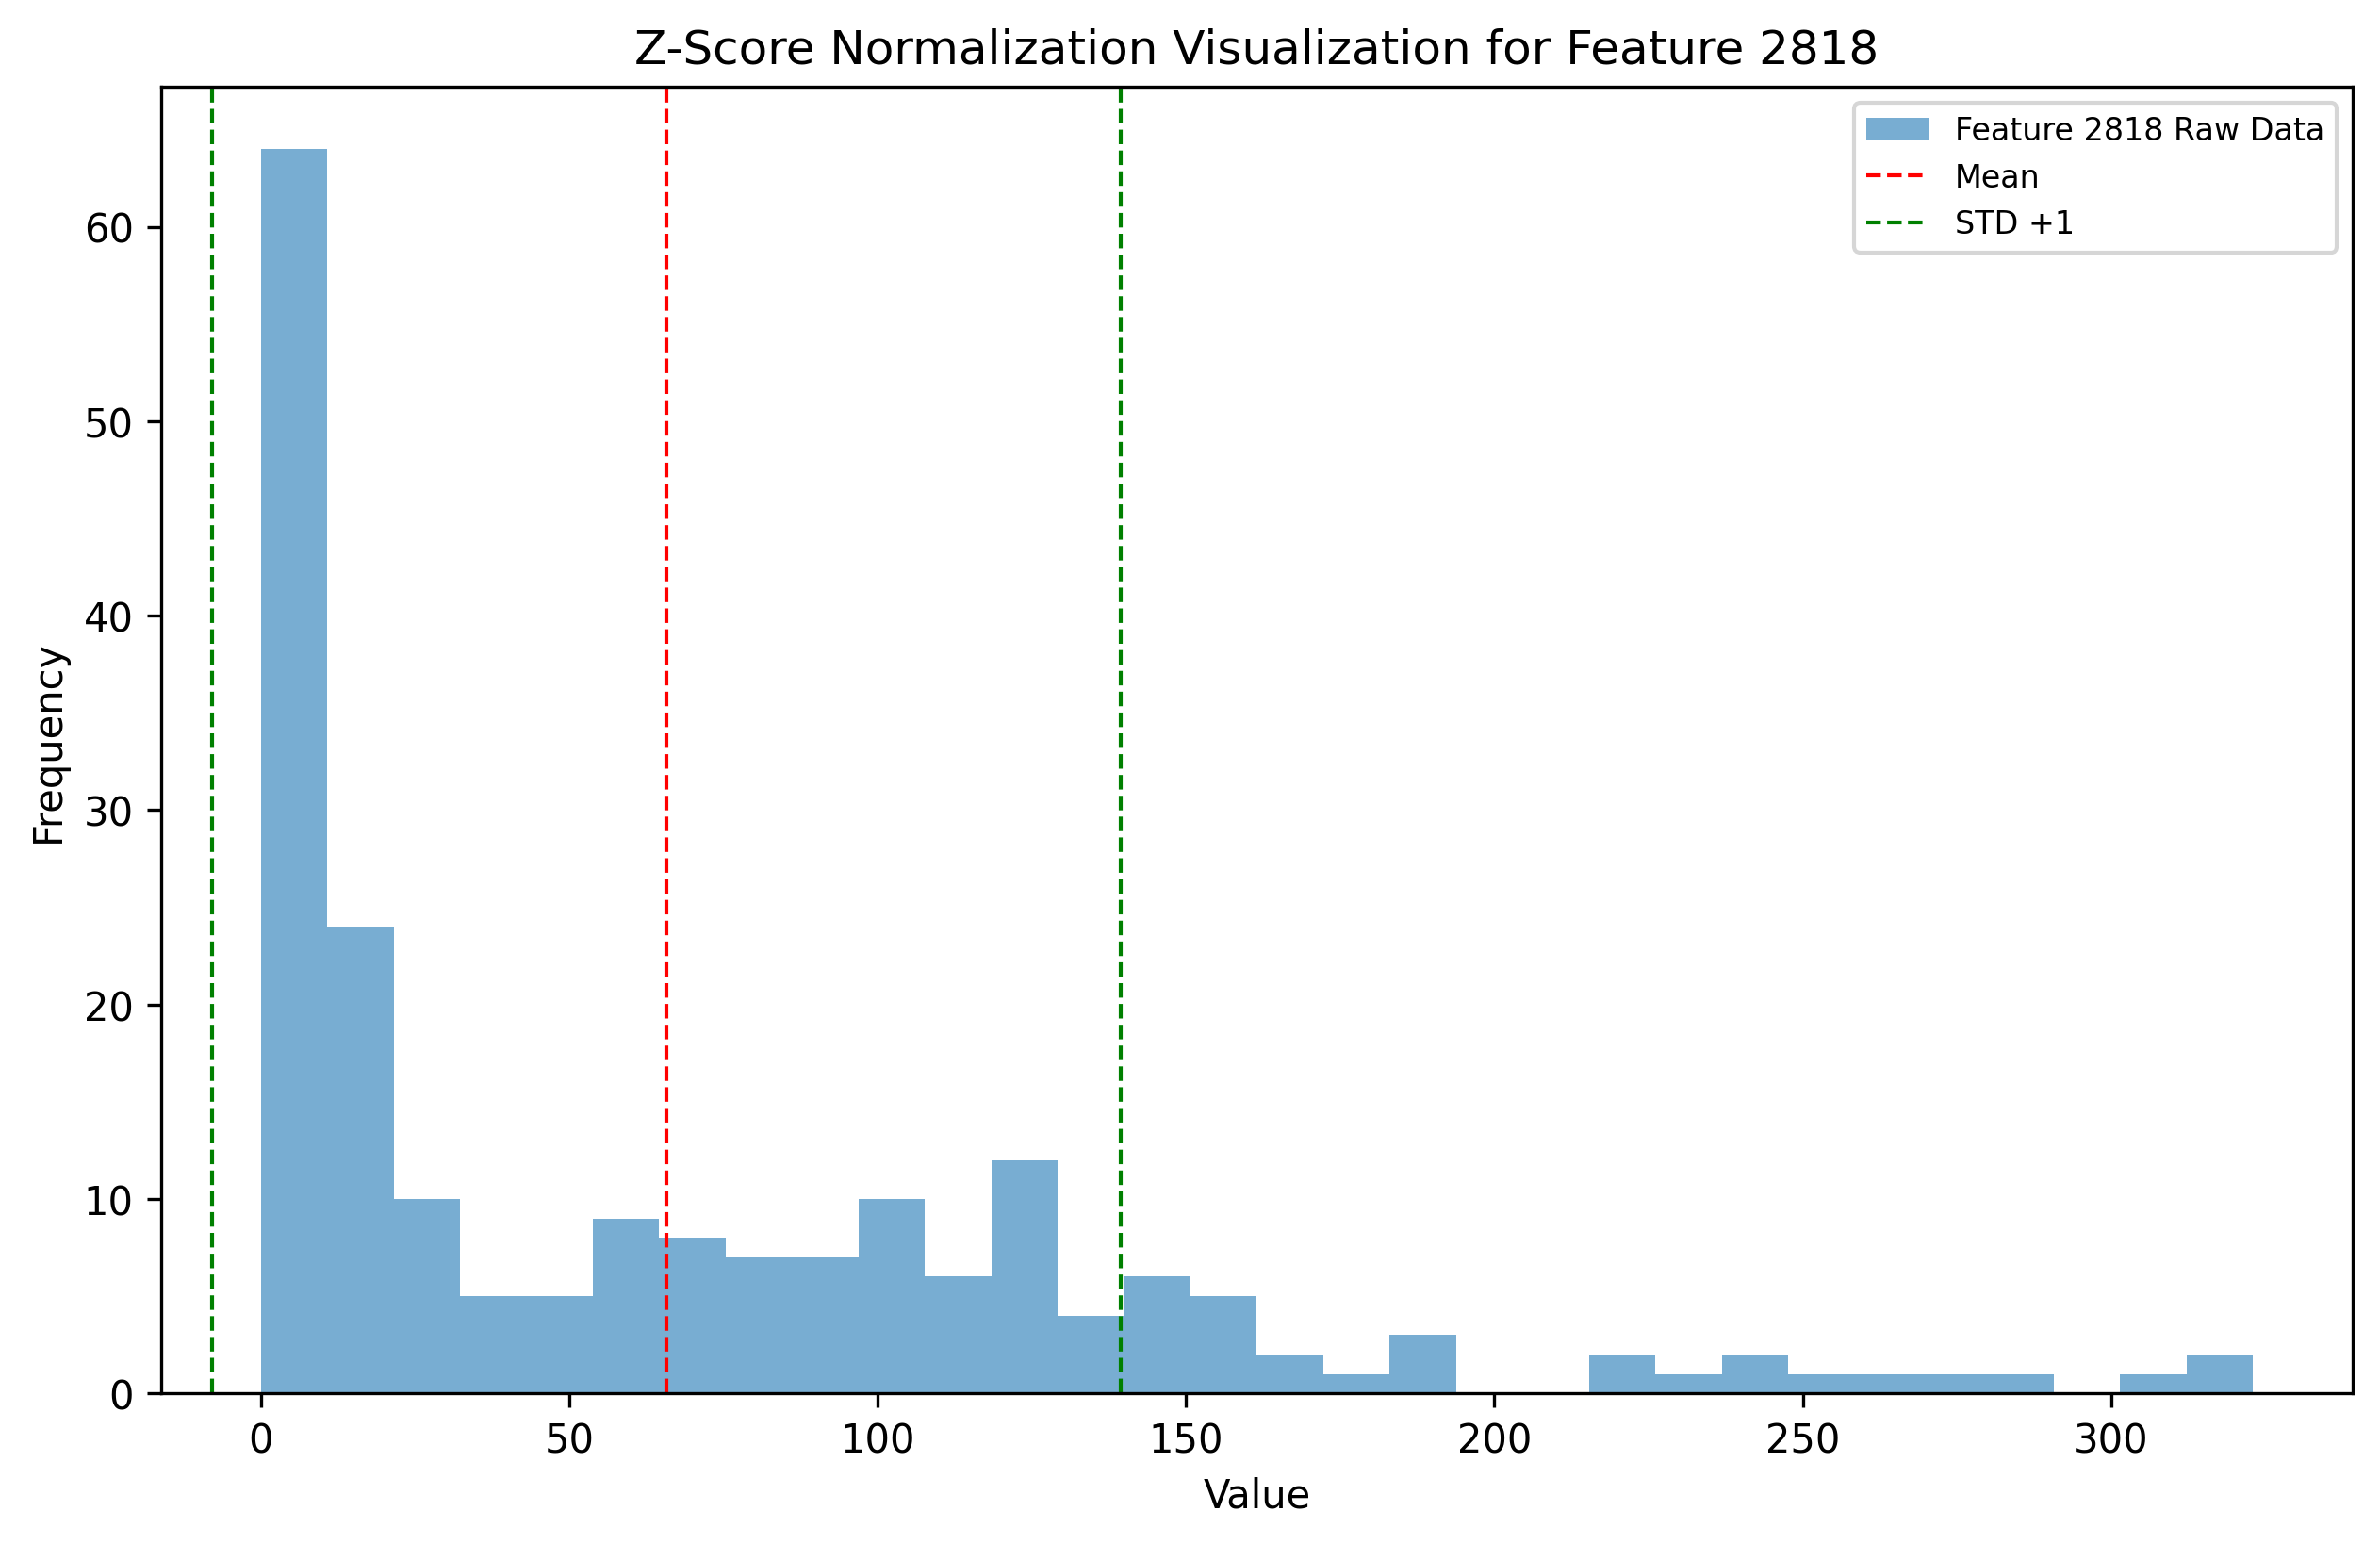 Z-Score Normalization Visualization for Feature 2818
Feature 2818 Raw Data
Mean
STD +1
60
50
40
30
20
10
0
Frequency
0 50 100 150 200 250 300
Value